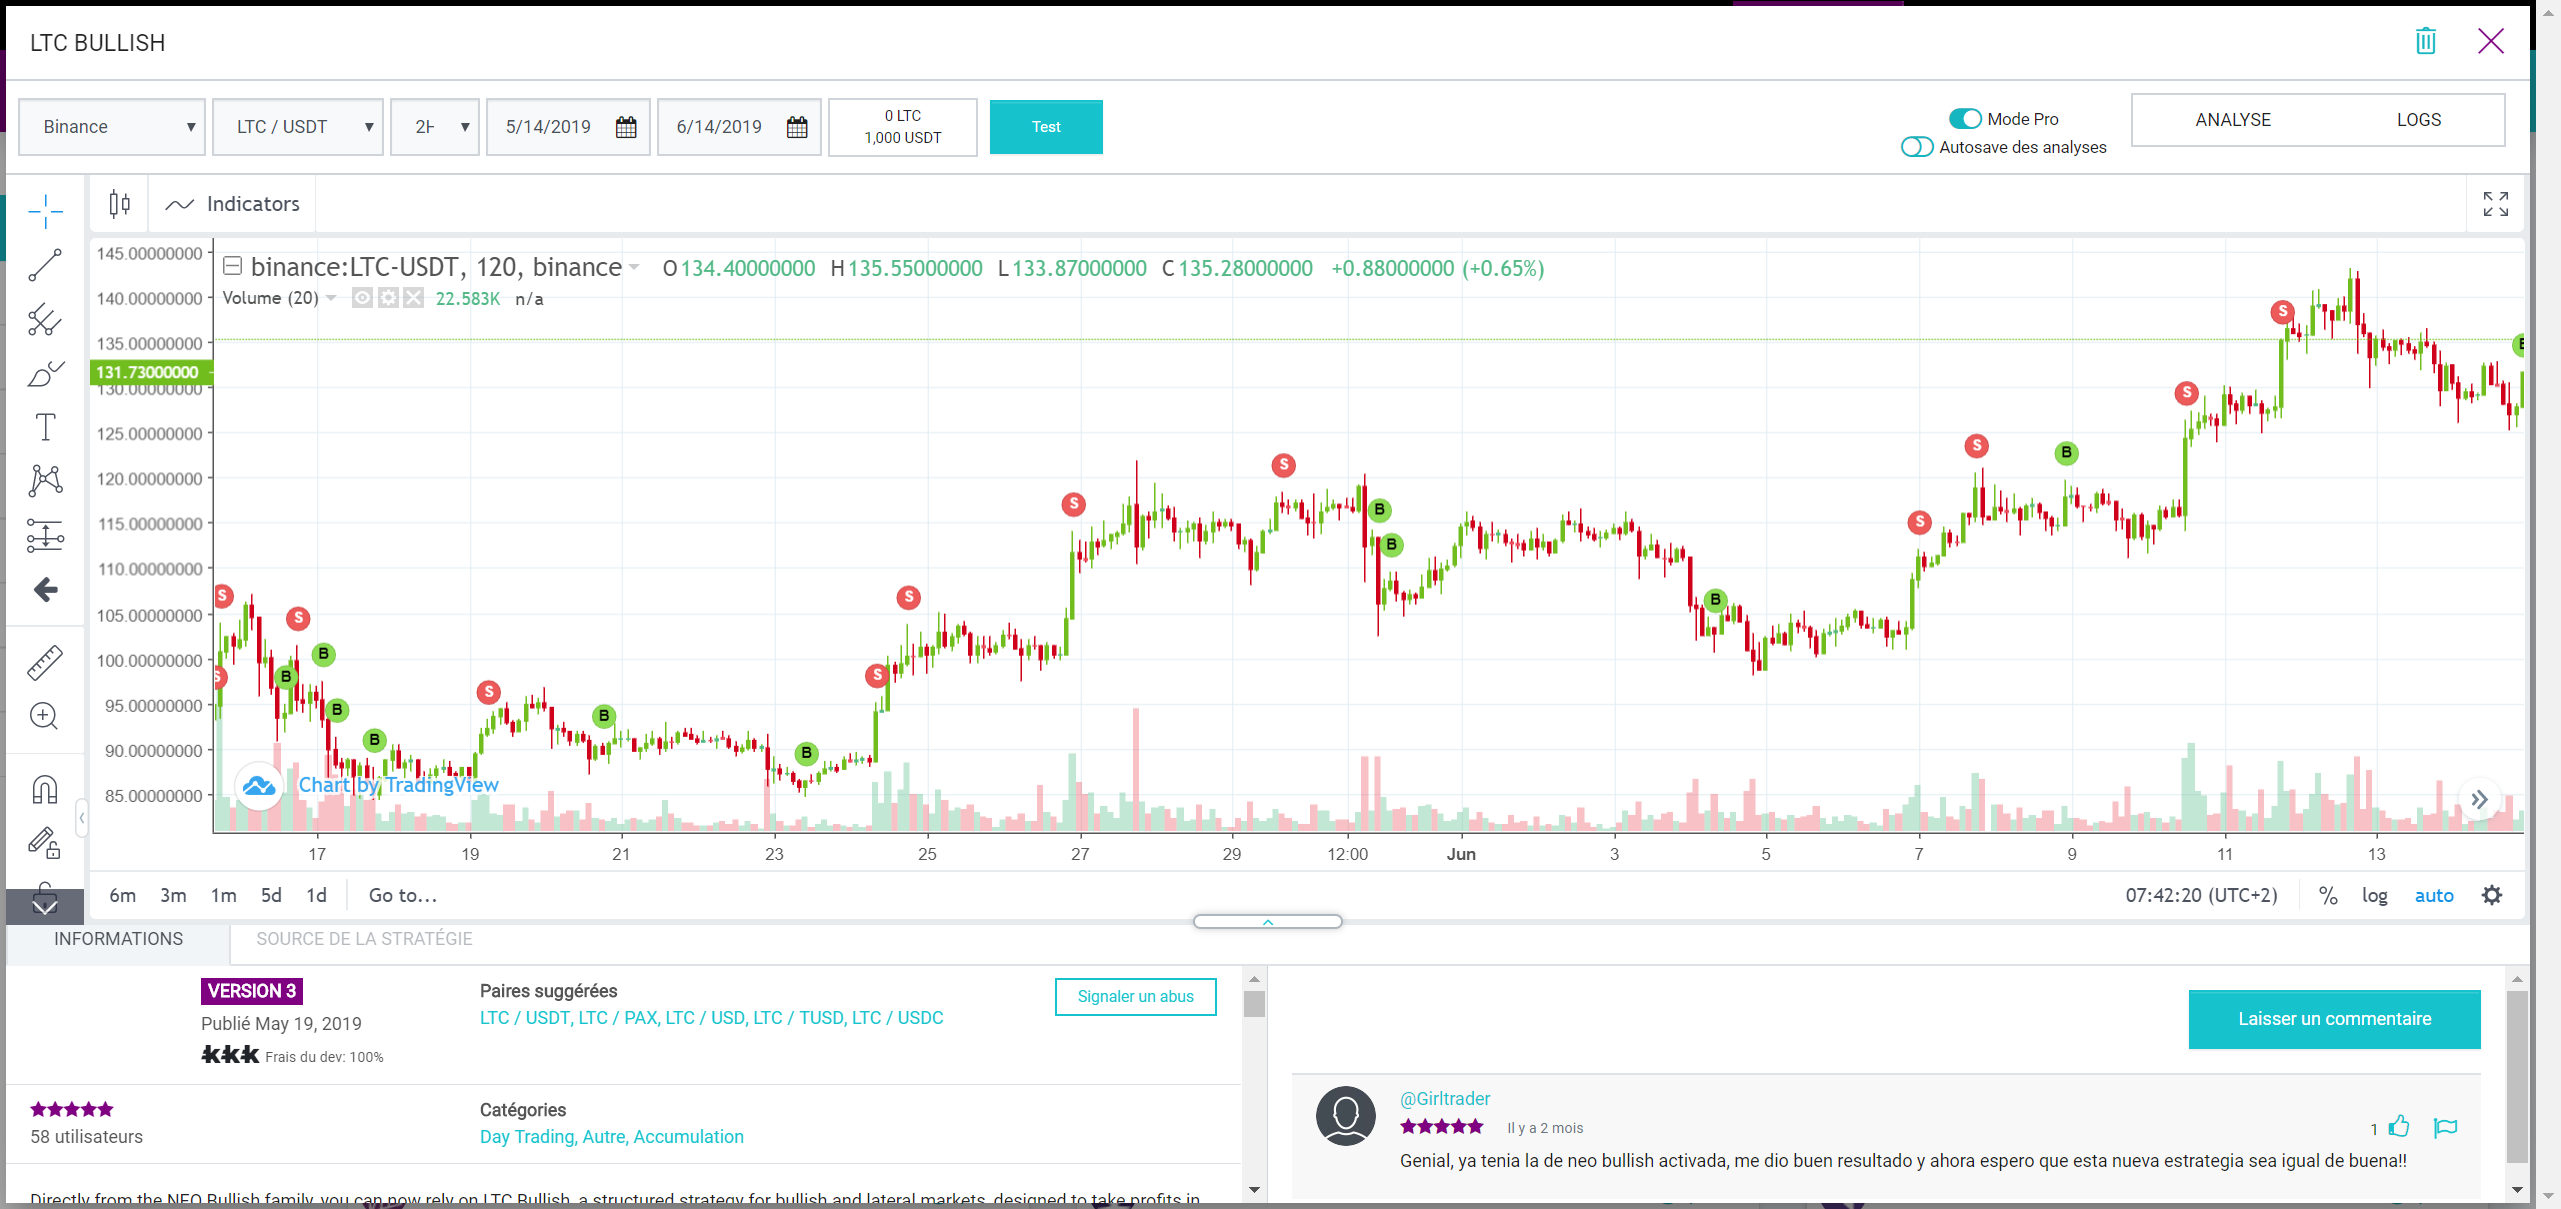 LTC BULLISH
Binance
LTC / USDT
5/14/2019
6/14/2019
0 LTC
1,000 USDT
Test
Mode Pro
Autosave des analyses
ANALYSE
LOGS
Indicators
binance:LTC-USDT, 120, binance
O134.40000000 H135.55000000 L133.87000000 C135.28000000 +0.88000000 (+0.65%)
Volume (20) 22.583K n/a
145.00000000
140.00000000
135.00000000
131.73000000
130.00000000
125.00000000
120.00000000
115.00000000
110.00000000
105.00000000
100.00000000
95.00000000
90.00000000
85.00000000
S
S
S
B
B
B
B
S
B
B
S
S
S
S
B
B
B
S
S
B
S
S
Chart by TradingView
17 19 21 23 25 27 29 12:00 Jun 3 5 7 9 11 13
6m 3m 1m 5d 1d Go to...
07:42:20 (UTC+2) % log auto
INFORMATIONS
SOURCE DE LA STRATÉGIE
VERSION 3
Publié May 19, 2019
Frais du dev: 100%
Paires suggérées
LTC / USDT, LTC / PAX, LTC / USD, LTC / TUSD, LTC / USDC
Signaler un abus
58 utilisateurs
Catégories
Day Trading, Autre, Accumulation
Directly from the NEO Bullish family, you can now rely on LTC Bullish, a structured strategy for bullish and lateral markets, designed to take profits in
Laisser un commentaire
@Girltrader
Il y a 2 mois
1
Genial, ya tenia la de neo bullish activada, me dio buen resultado y ahora espero que esta nueva estrategia sea igual de buena!!